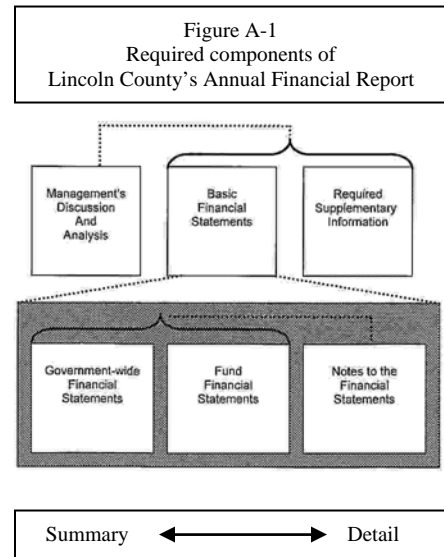 Figure A-1
Required components of
Lincoln County's Annual Financial Report
Management's
Discussion
And
Analysis
Basic
Financial
Statements
Required
Supplementary
Information
Government-wide
Financial
Statements
Fund
Financial
Statements
Notes to the
Financial
Statements
Summary Detail